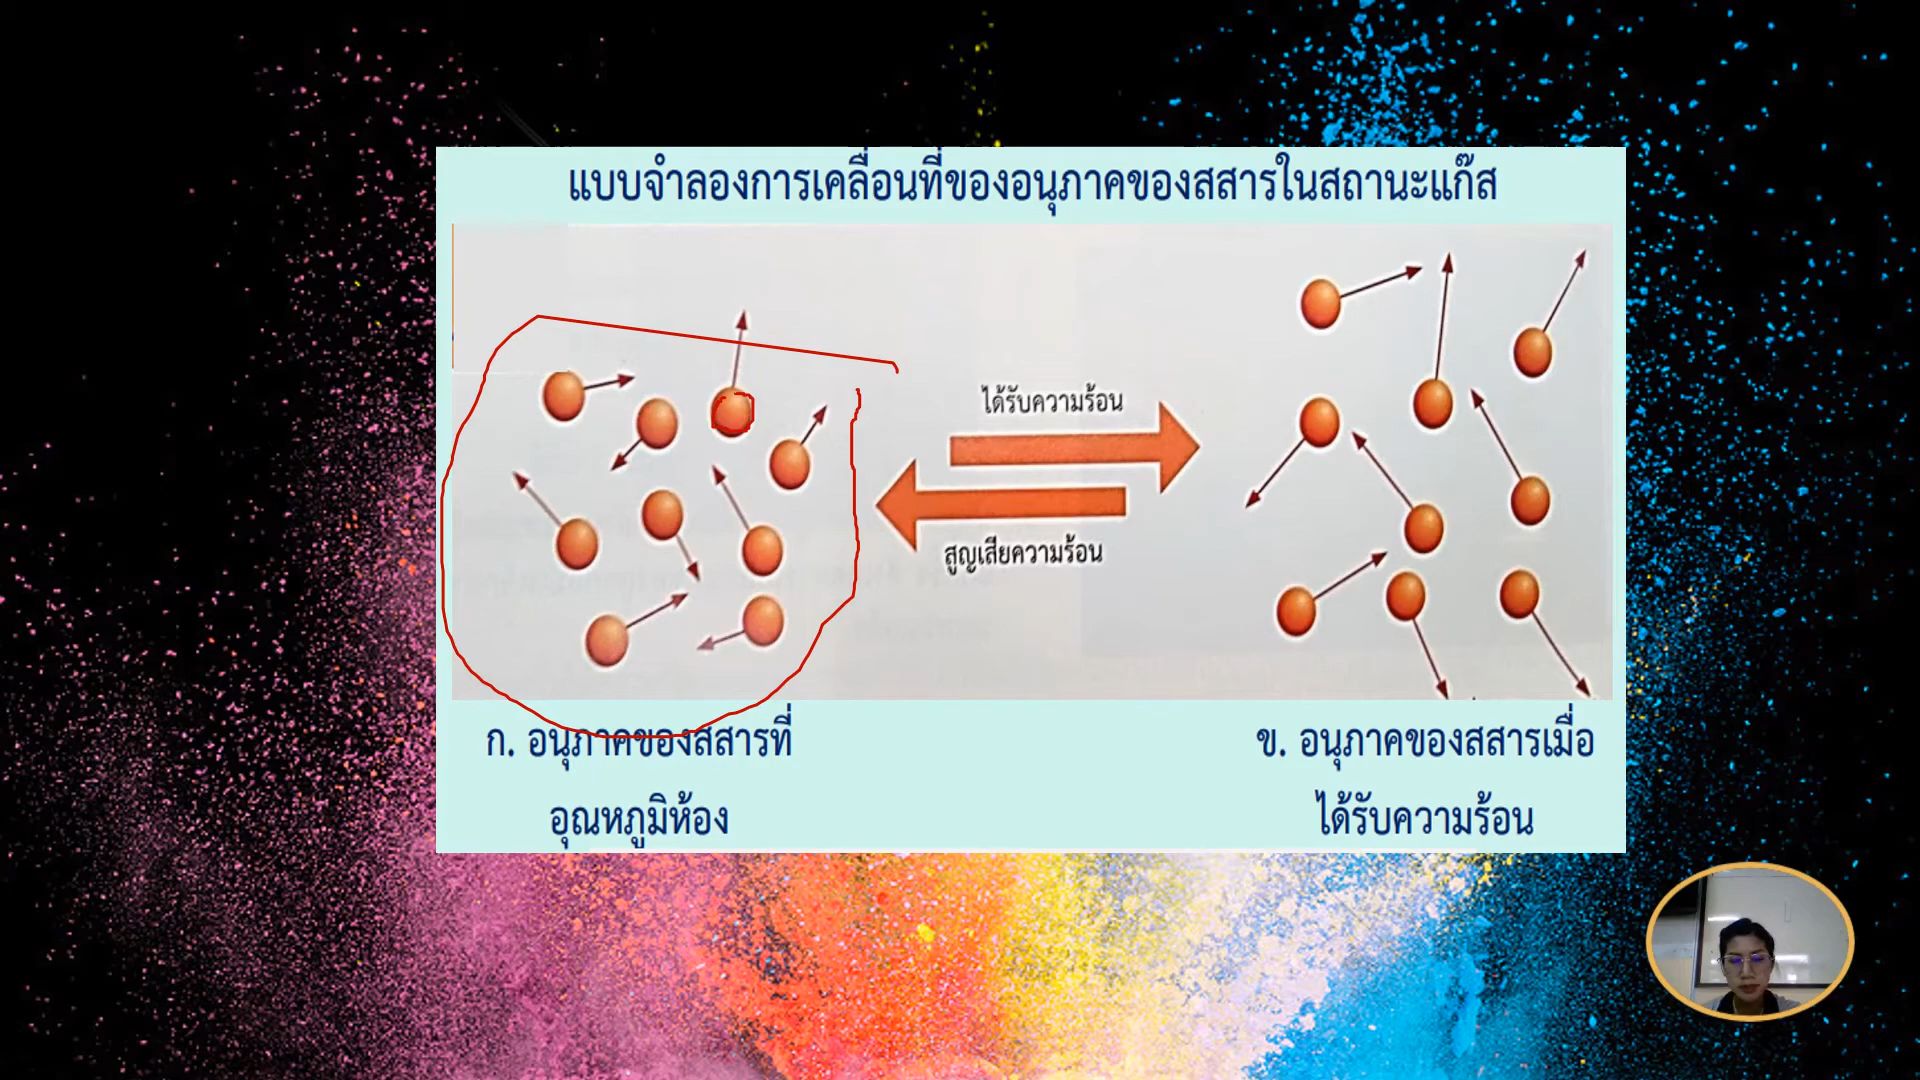 แบบจำลองการเคลื่อนที่ของอนุภาคของสสารในสถานะแก๊ส
ได้รับความร้อน
สูญเสียความร้อน
ก. อนุภาคของสสารที่
อุณหภูมิห้อง
ข. อนุภาคของสสารเมื่อ
ได้รับความร้อน